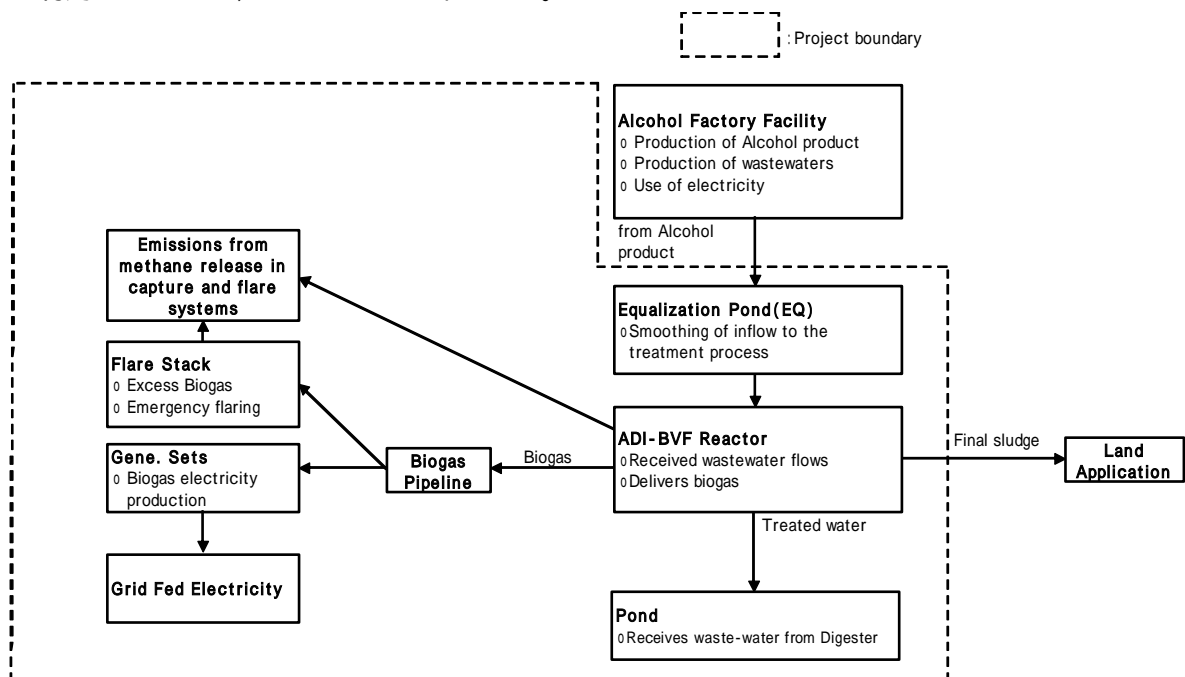 : Project boundary
Alcohol Factory Facility
o Production of Alcohol product
o Production of wastewaters
o Use of electricity
from Alcohol
product
Emissions from
methane release in
capture and flare
systems
Equalization Pond(EQ)
o Smoothing of inflow to the
treatment process
Flare Stack
o Excess Biogas
o Emergency flaring
ADI-BVF Reactor
o Received wastewater flows
o Delivers biogas
Final sludge
Land
Application
Gene. Sets
o Biogas electricity
production
Biogas
Pipeline
Biogas
Treated water
Grid Fed Electricity
Pond
o Receives waste-water from Digester